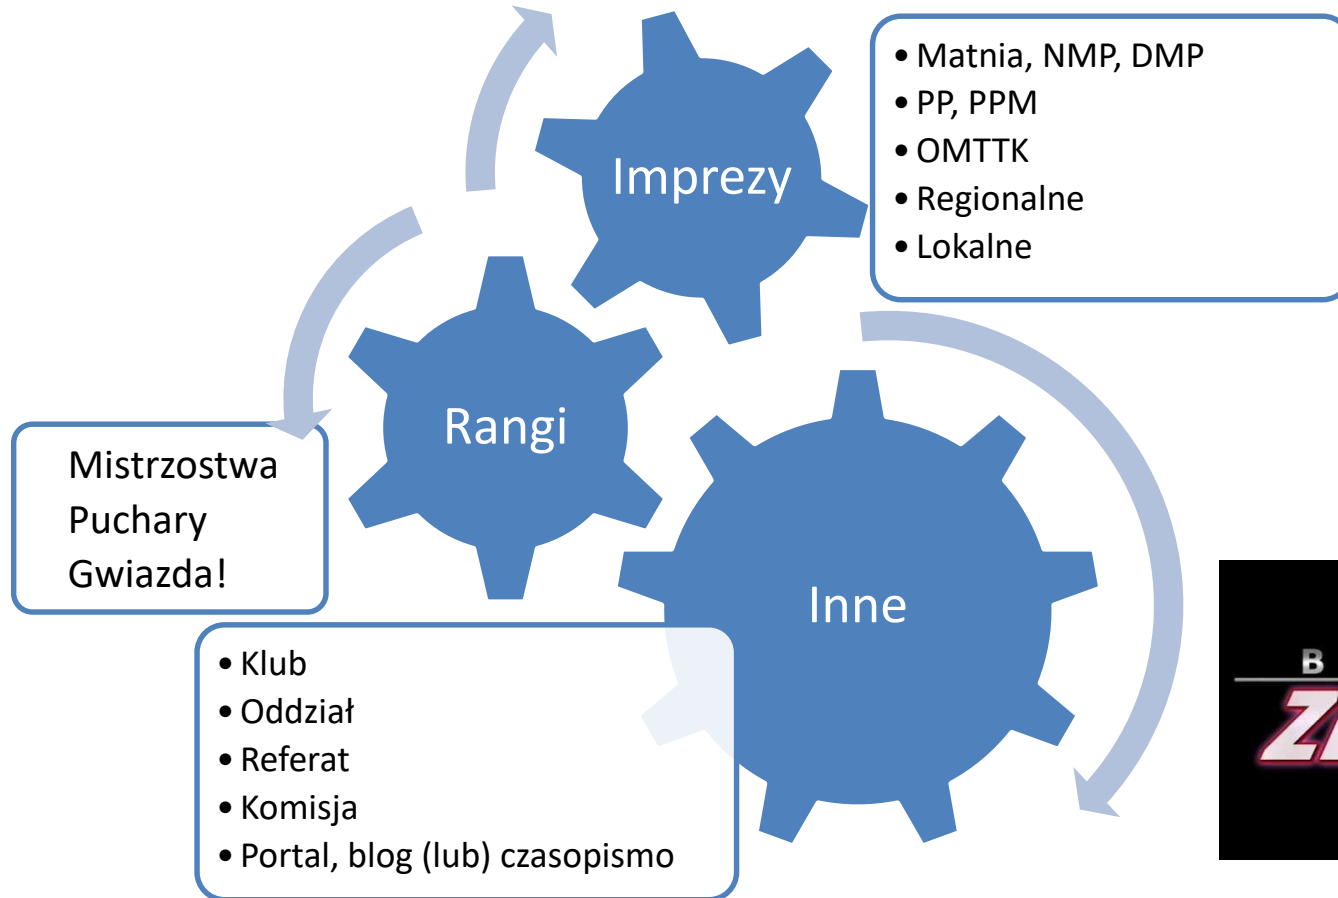 Imprezy
• Matnia, NMP, DMP
• PP, PPM
• OMTTK
• Regionalne
• Lokalne
Rangi
Mistrzostwa
Puchary
Gwiazda!
Inne
• Klub
• Oddział
• Referat
• Komisja
• Portal, blog (lub) czasopismo
B